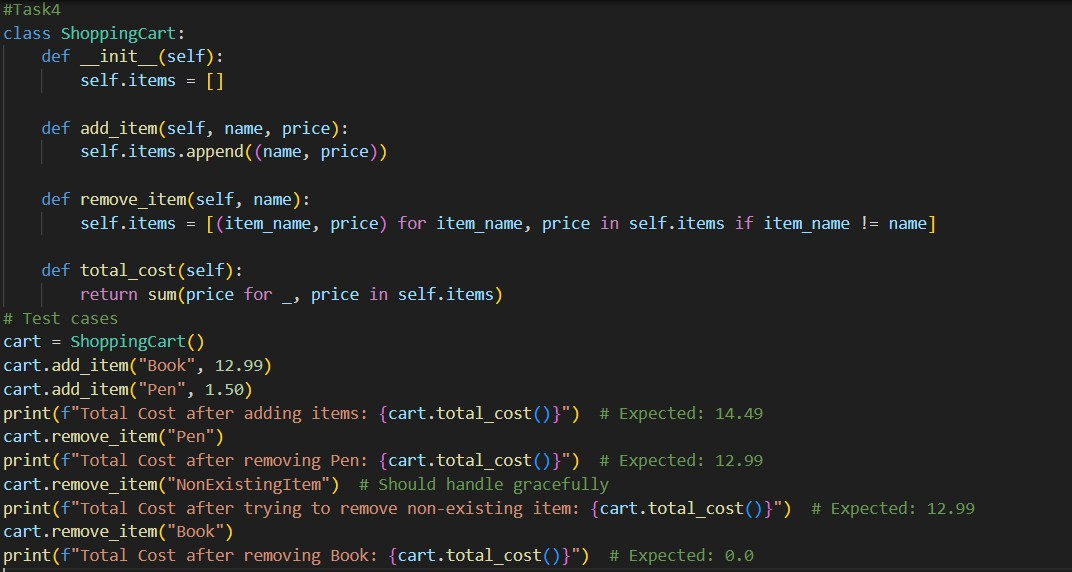 #Task4
class ShoppingCart:
    def __init__(self):
        self.items = []

    def add_item(self, name, price):
        self.items.append((name, price))

    def remove_item(self, name):
        self.items = [(item_name, price) for item_name, price in self.items if item_name != name]

    def total_cost(self):
        return sum(price for _, price in self.items)
# Test cases
cart = ShoppingCart()
cart.add_item("Book", 12.99)
cart.add_item("Pen", 1.50)
print(f"Total Cost after adding items: {cart.total_cost()}")  # Expected: 14.49
cart.remove_item("Pen")
print(f"Total Cost after removing Pen: {cart.total_cost()}")  # Expected: 12.99
cart.remove_item("NonExistingItem")  # Should handle gracefully
print(f"Total Cost after trying to remove non-existing item: {cart.total_cost()}")  # Expected: 12.99
cart.remove_item("Book")
print(f"Total Cost after removing Book: {cart.total_cost()}")  # Expected: 0.0